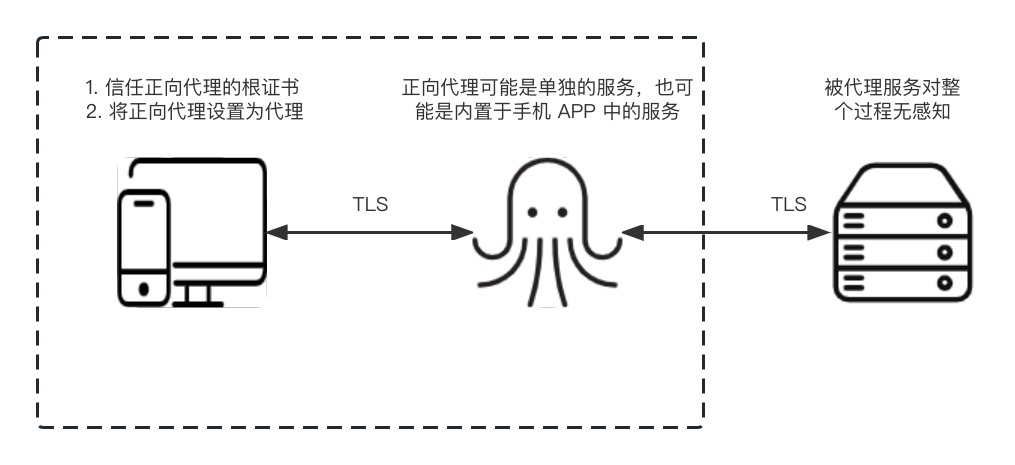 1. 信任正向代理的根证书
2. 将正向代理设置为代理
正向代理可能是单独的服务，也可
能是内置于手机 APP 中的服务
被代理服务对整
个过程无感知
TLS
TLS